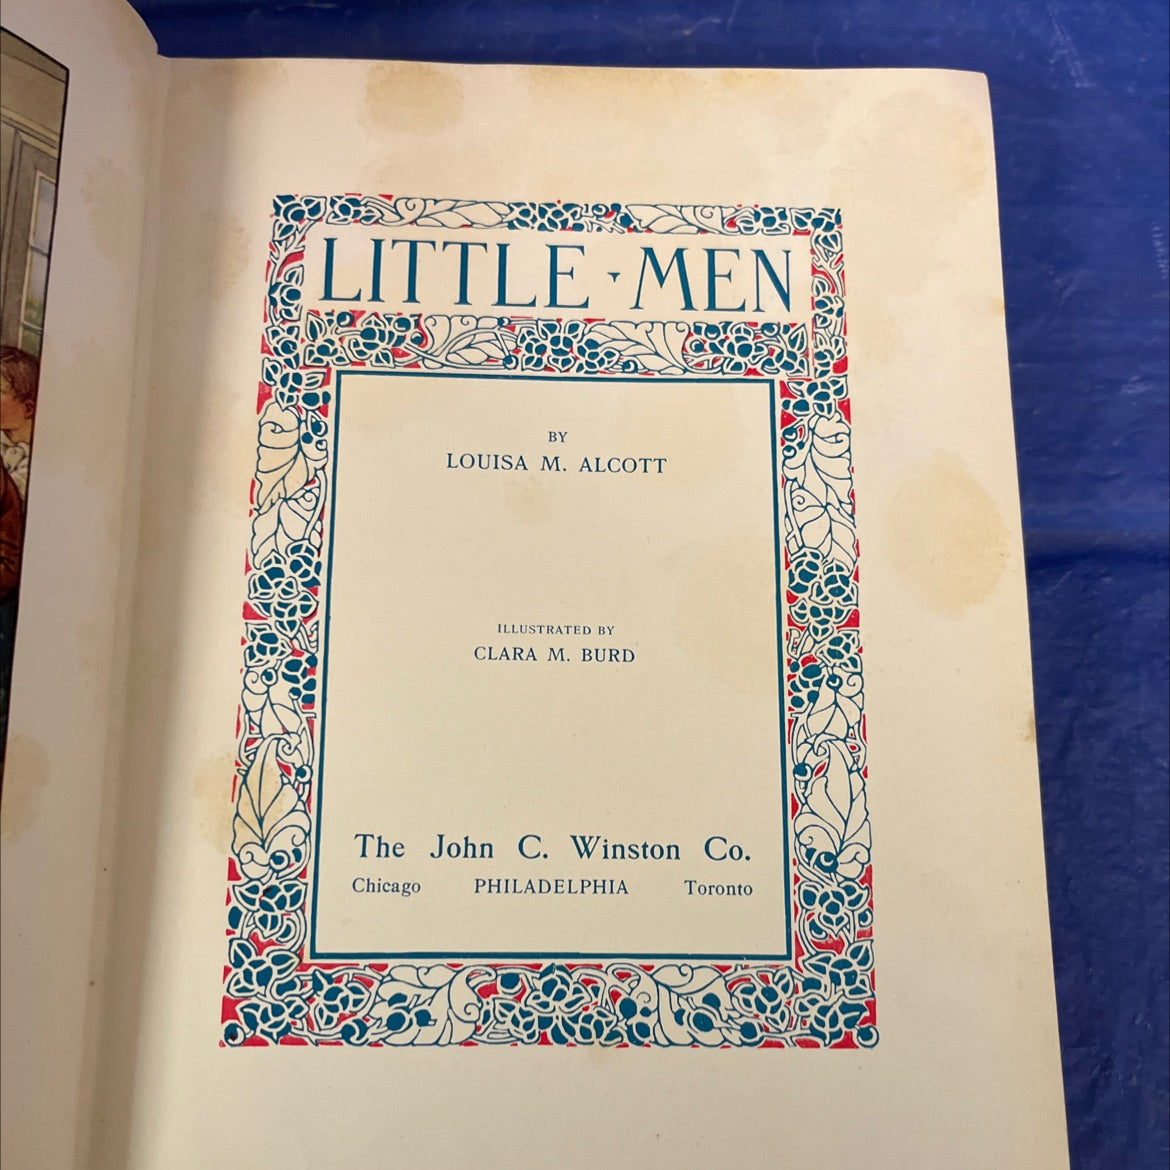 LITTLE · MEN
BY
LOUISA M. ALCOTT
ILLUSTRATED BY
CLARA M. BURD
The John C. Winston Co.
Chicago PHILADELPHIA Toronto